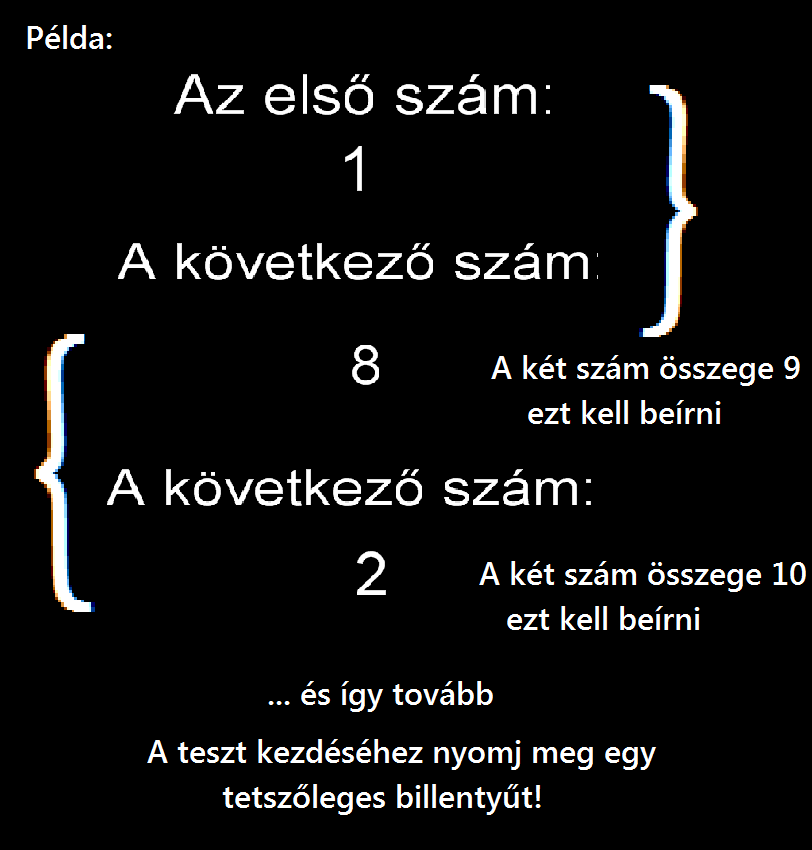 Példa:
Az első szám:
1
A következő szám:
8
A két szám összege 9
ezt kell beírni
A következő szám:
2
A két szám összege 10
ezt kell beírni
... és így tovább
A teszt kezdéséhez nyomj meg egy
tetszőleges billentyűt!